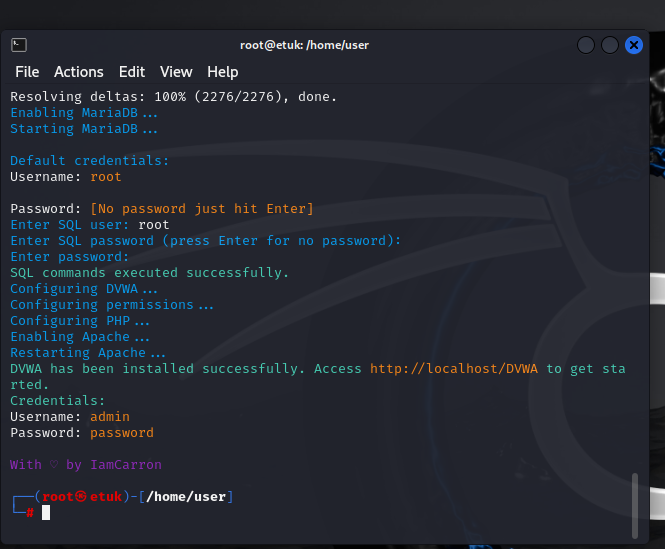 root@etuk: /home/user
File Actions Edit View Help
Resolving deltas: 100% (2276/2276), done.
Enabling MariaDB...
Starting MariaDB...
Default credentials:
Username: root
Password: [No password just hit Enter]
Enter SQL user: root
Enter SQL password (press Enter for no password):
Enter password:
SQL commands executed successfully.
Configuring DVWA...
Configuring permissions...
Configuring PHP...
Enabling Apache...
Restarting Apache...
DVWA has been installed successfully. Access http://localhost/DVWA to get sta
rted.
Credentials:
Username: admin
Password: password
With ♡ by IamCarron
┌──(root㉿etuk)-[/home/user]
└─#